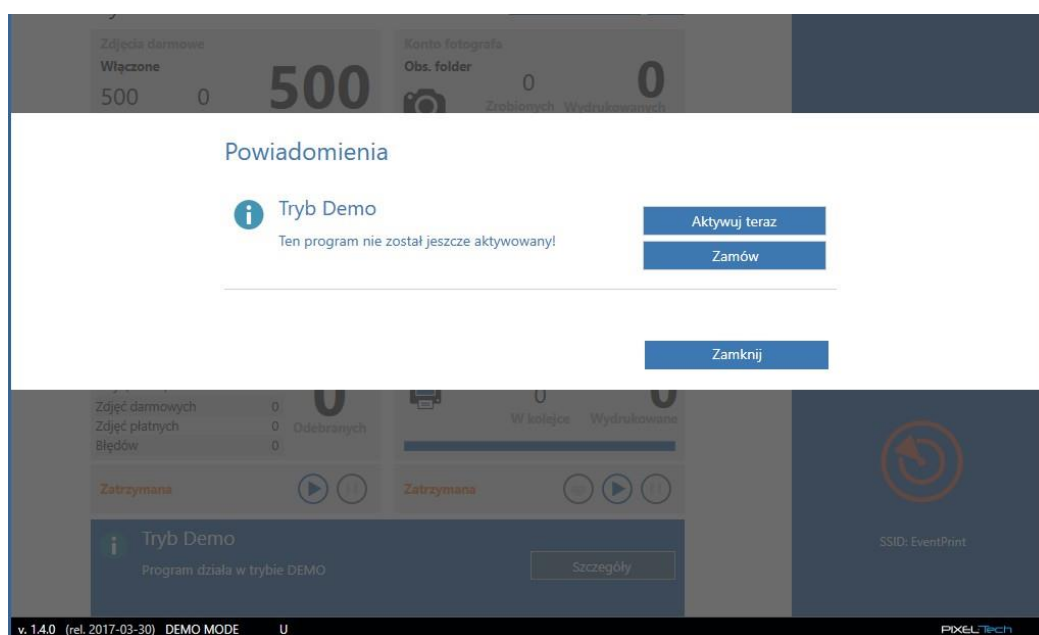 Zdjęcia darmowe
Konto fotografa
Włączone
Obs. folder
500 0 500
0 0
Zrobionych Wydrukowanych
Powiadomienia
Tryb Demo
Ten program nie został jeszcze aktywowany!
Aktywuj teraz
Zamów
Zamknij
Zdjęć darmowych 0
Zdjęć płatnych 0
Błędów 0
0 Odebranych
0 0
W kolejce Wydrukowane
Zatrzymana
Zatrzymana
Tryb Demo
Program działa w trybie DEMO
Szczegóły
SSID: EventPrint
v. 1.4.0 (rel. 2017-03-30) DEMO MODE U
PIXELTech